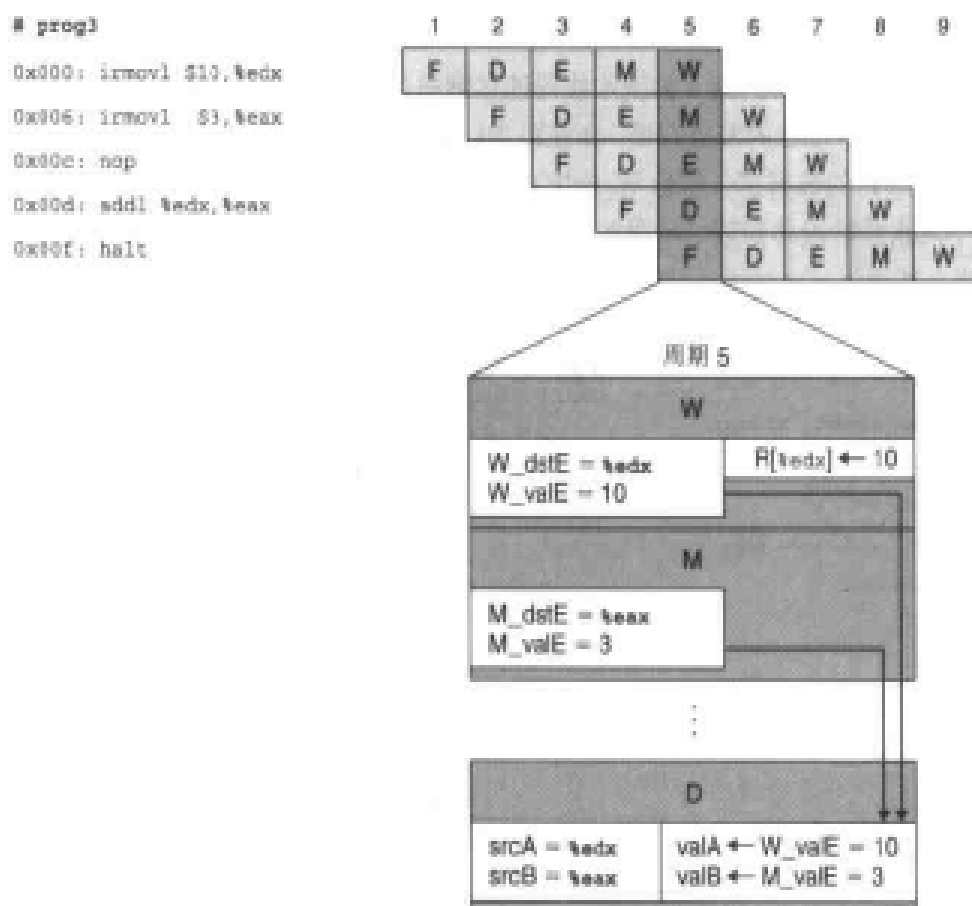 # prog3
1 2 3 4 5 6 7 8 9
0x000: irmovl $10,%edx
F D E M W
0x006: irmovl $3,%eax
F D E M W
0x00c: nop
F D E M W
0x00d: addl %edx,%eax
F D E M W
0x00f: halt
F D E M W
周期 5
W
W_dstE = %edx
W_valE = 10
R[%edx] ← 10
M
M_dstE = %eax
M_valE = 3
D
srcA = %edx
srcB = %eax
valA ← W_valE = 10
valB ← M_valE = 3